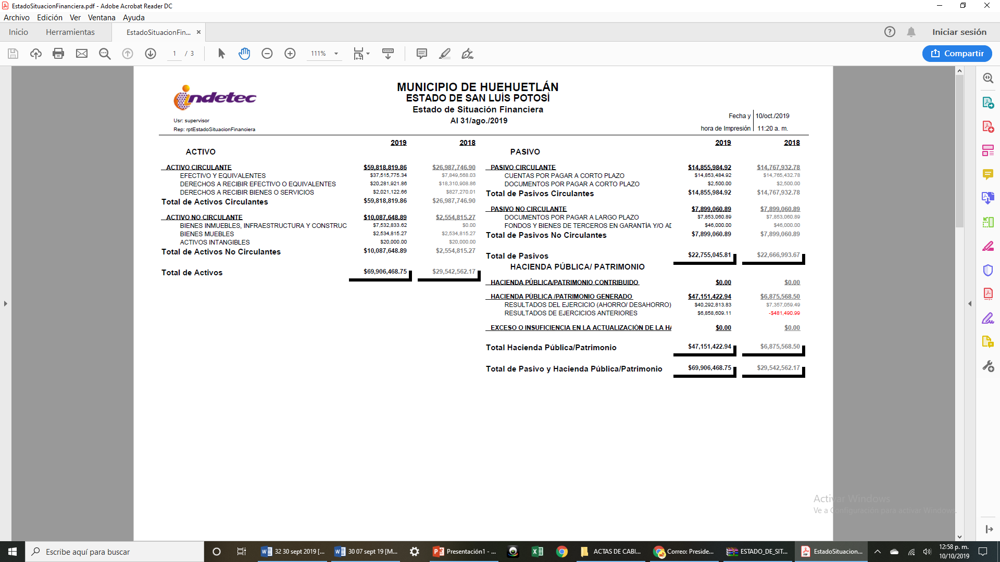 EstadoSituacionFinanciera.pdf - Adobe Acrobat Reader DC
Archivo Edición Ver Ventana Ayuda
Inicio Herramientas EstadoSituacionFin... × Iniciar sesión
1 / 3 111% Compartir
indetec
MUNICIPIO DE HUEHUETLÁN
ESTADO DE SAN LUÍS POTOSÍ
Estado de Situación Financiera
Al 31/ago./2019
Usr: supervisor
Rep: rptEstadoSituacionFinanciera
Fecha y 10/oct./2019
hora de Impresión 11:20 a. m.
2019 2018
ACTIVO
ACTIVO CIRCULANTE $59,818,819.86 $26,987,746.90
EFECTIVO Y EQUIVALENTES $37,515,775.34 $7,849,568.03
DERECHOS A RECIBIR EFECTIVO O EQUIVALENTES $20,281,921.86 $18,310,908.86
DERECHOS A RECIBIR BIENES O SERVICIOS $2,021,122.66 $827,270.01
Total de Activos Circulantes $59,818,819.86 $26,987,746.90
ACTIVO NO CIRCULANTE $10,087,648.89 $2,554,815.27
BIENES INMUEBLES, INFRAESTRUCTURA Y CONSTRUC $7,532,833.62 $0.00
BIENES MUEBLES $2,534,815.27 $2,534,815.27
ACTIVOS INTANGIBLES $20,000.00 $20,000.00
Total de Activos No Circulantes $10,087,648.89 $2,554,815.27
Total de Activos $69,906,468.75 $29,542,562.17
2019 2018
PASIVO
PASIVO CIRCULANTE $14,855,984.92 $14,767,932.78
CUENTAS POR PAGAR A CORTO PLAZO $14,853,484.92 $14,765,432.78
DOCUMENTOS POR PAGAR A CORTO PLAZO $2,500.00 $2,500.00
Total de Pasivos Circulantes $14,855,984.92 $14,767,932.78
PASIVO NO CIRCULANTE $7,899,060.89 $7,899,060.89
DOCUMENTOS POR PAGAR A LARGO PLAZO $7,853,060.89 $7,853,060.89
FONDOS Y BIENES DE TERCEROS EN GARANTÍA Y/O AD $46,000.00 $46,000.00
Total de Pasivos No Circulantes $7,899,060.89 $7,899,060.89
Total de Pasivos $22,755,045.81 $22,666,993.67
HACIENDA PÚBLICA/ PATRIMONIO
HACIENDA PÚBLICA/PATRIMONIO CONTRIBUIDO $0.00 $0.00
HACIENDA PÚBLICA /PATRIMONIO GENERADO $47,151,422.94 $6,875,568.50
RESULTADOS DEL EJERCICIO (AHORRO/ DESAHORRO) $40,292,813.83 $7,357,059.49
RESULTADOS DE EJERCICIOS ANTERIORES $6,858,609.11 -$481,490.99
EXCESO O INSUFICIENCIA EN LA ACTUALIZACIÓN DE LA HA $0.00 $0.00
Total Hacienda Pública/Patrimonio $47,151,422.94 $6,875,568.50
Total de Pasivo y Hacienda Pública/Patrimonio $69,906,468.75 $29,542,562.17
Activar Windows
Ve a Configuración para activar Windows.
Escribe aquí para buscar
32 30 sept 2019 [...
30 07 sept 19 [M...
Presentación1 - ...
ACTAS DE CABI...
Correo: Preside...
ESTADO_DE_SIT...
EstadoSituacion...
12:58 p. m.
10/10/2019